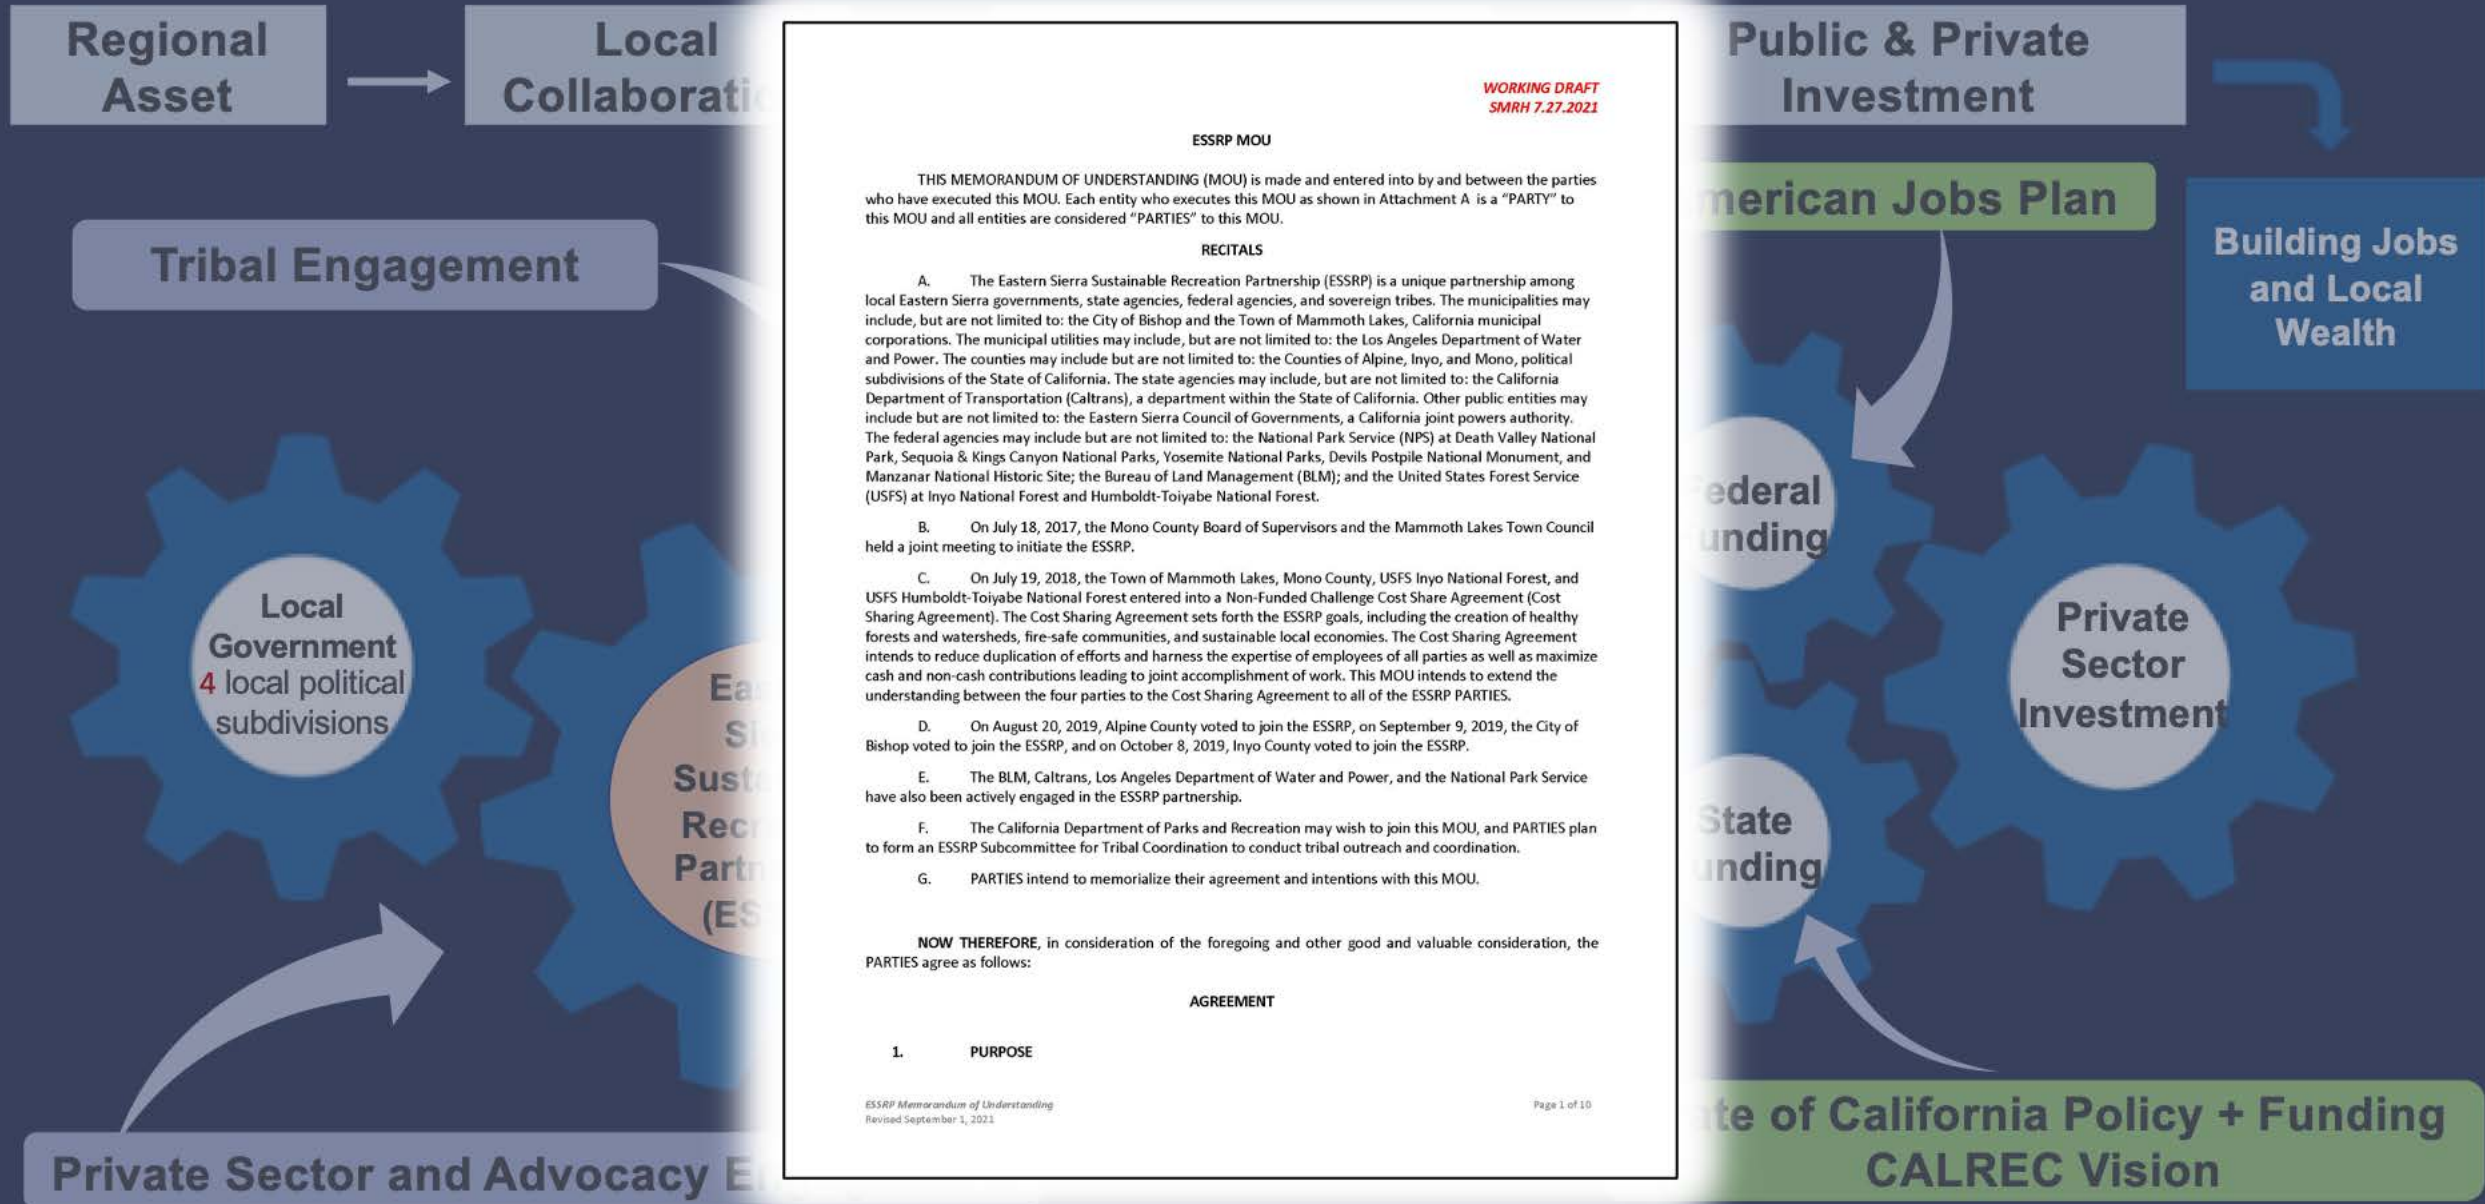 Regional
Asset
Local
Collaborati
Public & Private
Investment
Tribal Engagement
merican Jobs Plan
Building Jobs
and Local
Wealth
Local
Government
4 local political
subdivisions
Private Sector and Advocacy E
WORKING DRAFT
SMRH 7.27.2021
ESSRP MOU
THIS MEMORANDUM OF UNDERSTANDING (MOU) is made and entered into by and between the parties
who have executed this MOU. Each entity who executes this MOU as shown in Attachment A is a “PARTY” to
this MOU and all entities are considered “PARTIES” to this MOU.
RECITALS
A. The Eastern Sierra Sustainable Recreation Partnership (ESSRP) is a unique partnership among
local Eastern Sierra governments, state agencies, federal agencies, and sovereign tribes. The municipalities may
include, but are not limited to: the City of Bishop and the Town of Mammoth Lakes, California municipal
corporations. The municipal utilities may include, but are not limited to: the Los Angeles Department of Water
and Power. The counties may include but are not limited to: the Counties of Alpine, Inyo, and Mono, political
subdivisions of the State of California. The state agencies may include, but are not limited to: the California
Department of Transportation (Caltrans), a department within the State of California. Other public entities may
include but are not limited to: the Eastern Sierra Council of Governments, a California joint powers authority.
The federal agencies may include but are not limited to: the National Park Service (NPS) at Death Valley National
Park, Sequoia & Kings Canyon National Parks, Yosemite National Parks, Devils Postpile National Monument, and
Manzanar National Historic Site; the Bureau of Land Management (BLM); and the United States Forest Service
(USFS) at Inyo National Forest and Humboldt-Toiyabe National Forest.
B. On July 18, 2017, the Mono County Board of Supervisors and the Mammoth Lakes Town Council
held a joint meeting to initiate the ESSRP.
C. On July 19, 2018, the Town of Mammoth Lakes, Mono County, USFS Inyo National Forest, and
USFS Humboldt-Toiyabe National Forest entered into a Non-Funded Challenge Cost Share Agreement (Cost
Sharing Agreement). The Cost Sharing Agreement sets forth the ESSRP goals, including the creation of healthy
forests and watersheds, fire-safe communities, and sustainable local economies. The Cost Sharing Agreement
intends to reduce duplication of efforts and harness the expertise of employees of all parties as well as maximize
cash and non-cash contributions leading to joint accomplishment of work. This MOU intends to extend the
understanding between the four parties to the Cost Sharing Agreement to all of the ESSRP PARTIES.
D. On August 20, 2019, Alpine County voted to join the ESSRP, on September 9, 2019, the City of
Bishop voted to join the ESSRP, and on October 8, 2019, Inyo County voted to join the ESSRP.
E. The BLM, Caltrans, Los Angeles Department of Water and Power, and the National Park Service
have also been actively engaged in the ESSRP partnership.
F. The California Department of Parks and Recreation may wish to join this MOU, and PARTIES plan
to form an ESSRP Subcommittee for Tribal Coordination to conduct tribal outreach and coordination.
G. PARTIES intend to memorialize their agreement and intentions with this MOU.
NOW THEREFORE, in consideration of the foregoing and other good and valuable consideration, the
PARTIES agree as follows:
AGREEMENT
1. PURPOSE
ESSRP Memorandum of Understanding
Revised September 1, 2021
Page 1 of 10
ederal
unding
State
unding
Private
Sector
Investment
te of California Policy + Funding
CALREC Vision